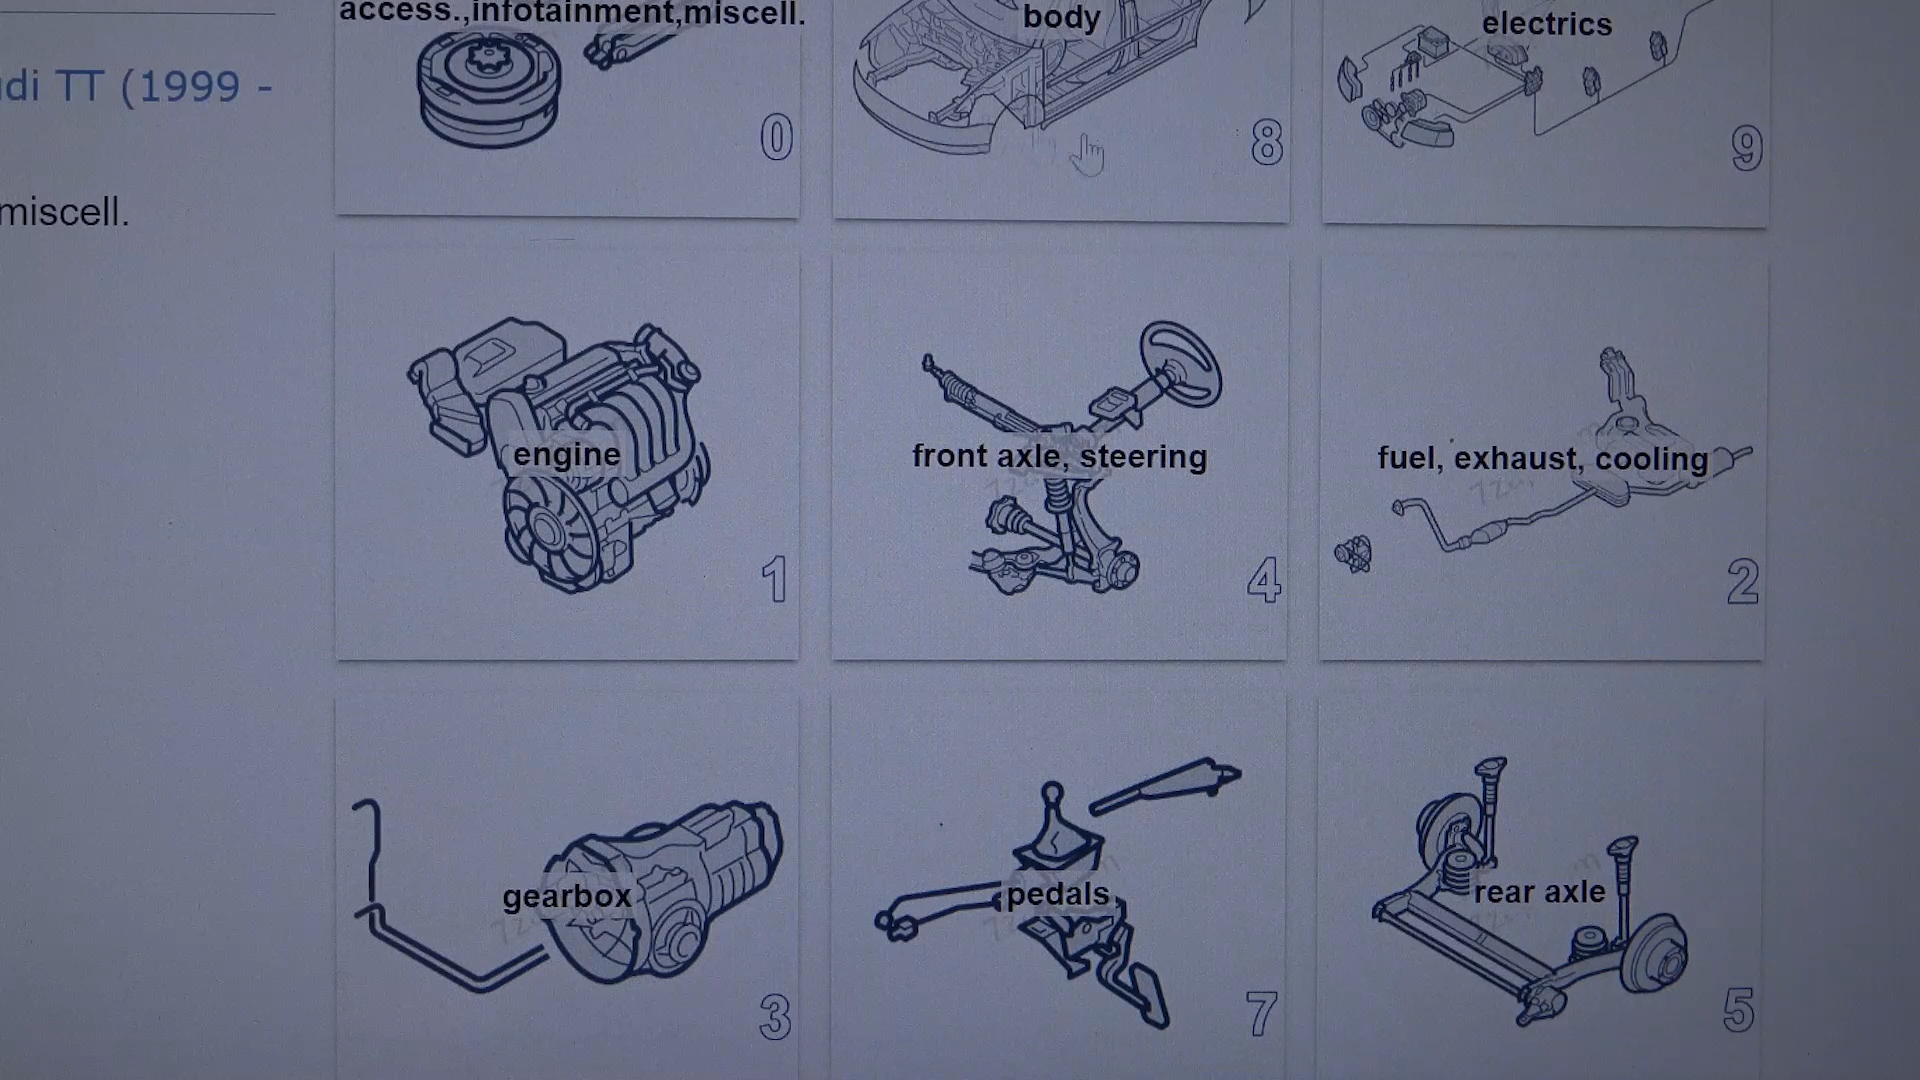 di TT (1999 -
miscell.
access.,infotainment,miscell.
0
body
8
electrics
9
engine
1
front axle, steering
4
fuel, exhaust, cooling
2
gearbox
3
pedals
7
rear axle
5